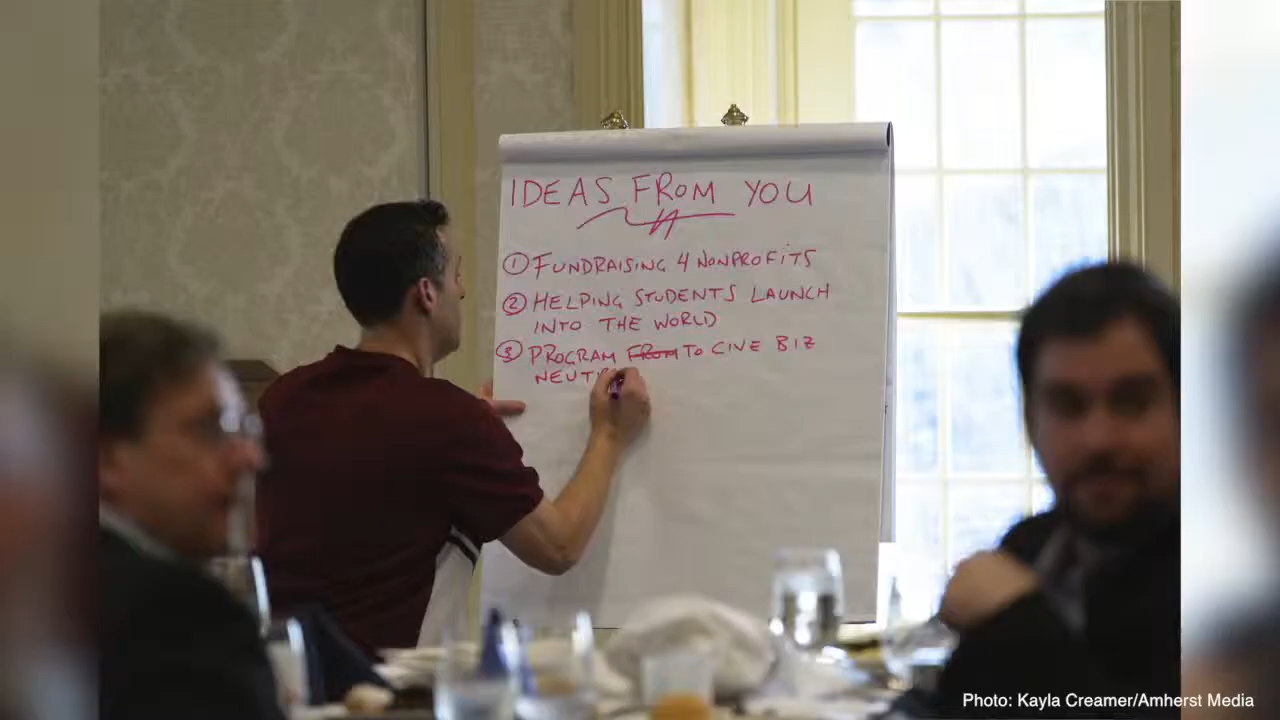 IDEAS FROM YOU
① FUNDRAISING 4 NONPROFITS
② HELPING STUDENTS LAUNCH
INTO THE WORLD
③ PROGRAM FROM TO GIVE BIZ
Photo: Kayla Creamer/Amherst Media